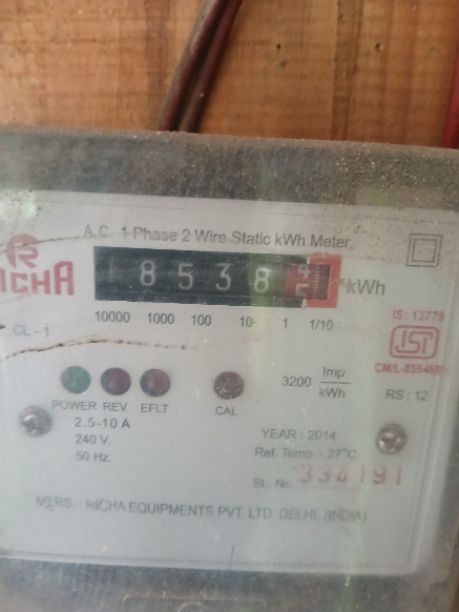 A.C. 1 Phase 2 Wire Static kWh Meter
R
RICHA
18538 kWh
10000 1000 100 10 1 1/10
CL - 1
IS: 13779
ISI
3200 Imp/kWh
RS : 12
POWER REV. EFLT CAL
2.5-10 A
240 V.
50 Hz.
YEAR : 2014
Ref. Temp. - 27°C
SL. No. 334191
MFRS. : RICHA EQUIPMENTS PVT. LTD. DELHI, (INDIA)